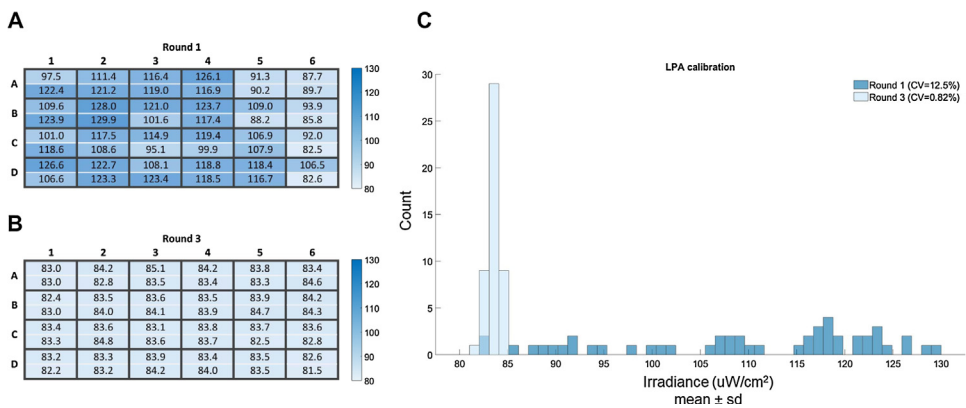 A
Round 1
1 2 3 4 5 6
A
97.5 111.4 116.4 126.1 91.3 87.7
122.4 121.2 119.0 116.9 90.2 89.7
B
109.6 128.0 121.0 123.7 109.0 93.9
123.9 129.9 101.6 117.4 88.2 85.8
C
101.0 117.5 114.9 119.4 106.9 92.0
118.6 108.6 95.1 99.9 107.9 82.5
D
126.6 122.7 108.1 118.8 118.4 106.5
106.6 123.3 123.4 118.5 116.7 82.6
130
120
110
100
90
80
B
Round 3
1 2 3 4 5 6
A
83.0 84.2 85.1 84.2 83.8 83.4
83.0 82.8 83.5 83.4 83.3 84.6
B
82.4 83.5 83.6 83.5 83.9 84.2
83.0 84.0 84.1 83.9 84.7 84.3
C
83.4 83.6 83.1 83.8 83.7 83.6
83.3 84.8 83.6 83.7 82.5 82.8
D
83.2 83.3 83.9 83.4 83.5 82.6
82.2 83.2 84.2 84.0 83.5 81.5
130
120
110
100
90
80
C
LPA calibration
Round 1 (CV=12.5%)
Round 3 (CV=0.82%)
Count
30
25
20
15
10
5
0
80 85 90 95 100 105 110 115 120 125 130
Irradiance (uW/cm²)
mean ± sd